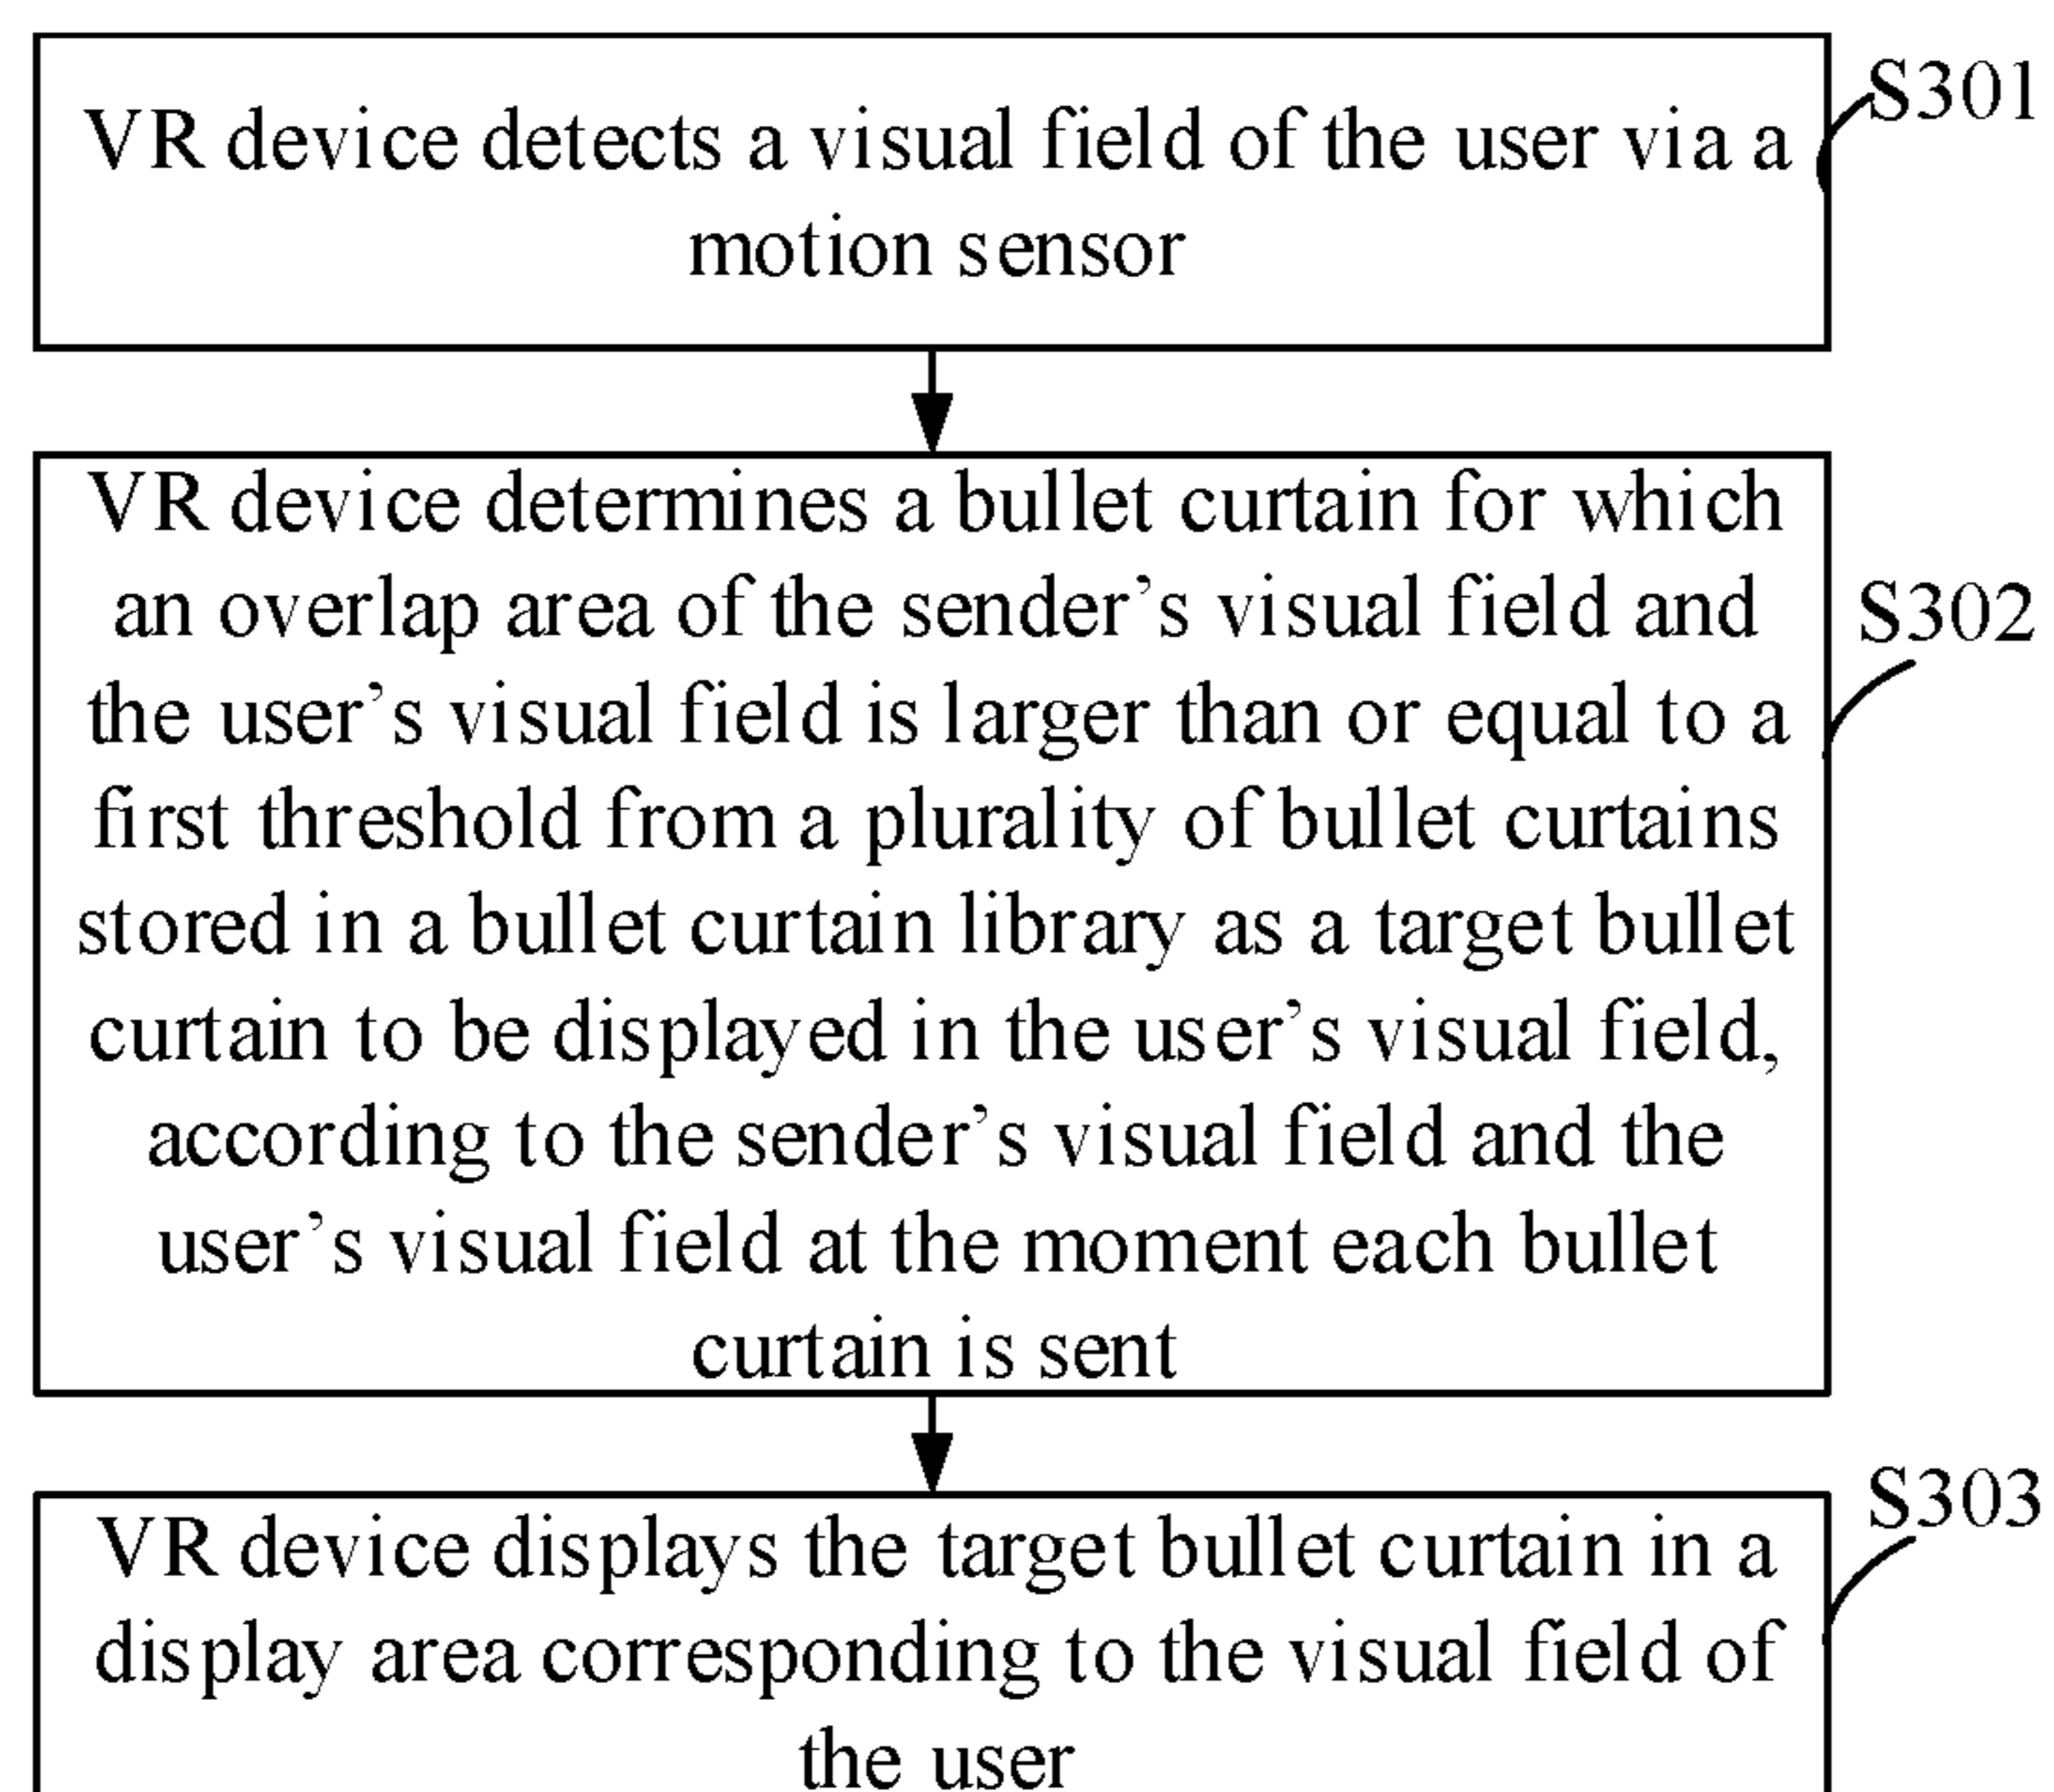 VR device detects a visual field of the user via a
motion sensor
S301
VR device determines a bullet curtain for which
an overlap area of the sender’s visual field and
the user’s visual field is larger than or equal to a
first threshold from a plurality of bullet curtains
stored in a bullet curtain library as a target bullet
curtain to be displayed in the user’s visual field,
according to the sender’s visual field and the
user’s visual field at the moment each bullet
curtain is sent
S302
VR device displays the target bullet curtain in a
display area corresponding to the visual field of
the user
S303